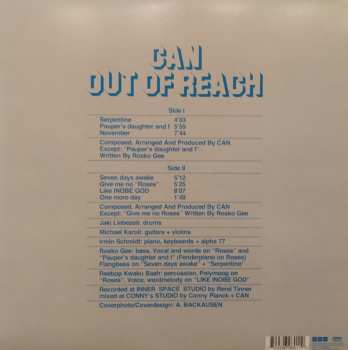 CAN
OUT OF REACH
Side I
Serpentine 4'03
Pauper's daughter and I 5'59
November 7'44
Composed, Arranged And Produced By CAN
Except: "Pauper's daughter and I"
Written By Rosko Gee
Side II
Seven days awake 5'12
Give me no "Roses" 5'25
Like INOBE GOD 6'07
One more day 1'49
Composed, Arranged And Produced By CAN
Except: "Give me no Roses" Written By Rosko Gee
Jaki Liebezeit: drums
Michael Karoli: guitars + violins
Irmin Schmidt: piano, keyboards + alpha 77
Rosko Gee: bass. Vocal and words on "Roses" and
"Pauper's daughter and I" (Fenderpiano on Roses)
Flangbass on "Seven days awake" + "Serpentine"
Reebop Kwaku Baah: percussion, Polymoog on
"Roses". Voice, wordmelody on "LIKE INOBE GOD"
Recorded at INNER SPACE STUDIO by René Tinner
mixed at CONNY's STUDIO by Conny Plank + CAN
Coverphoto/Coverdesign: A. BACKAUSEN